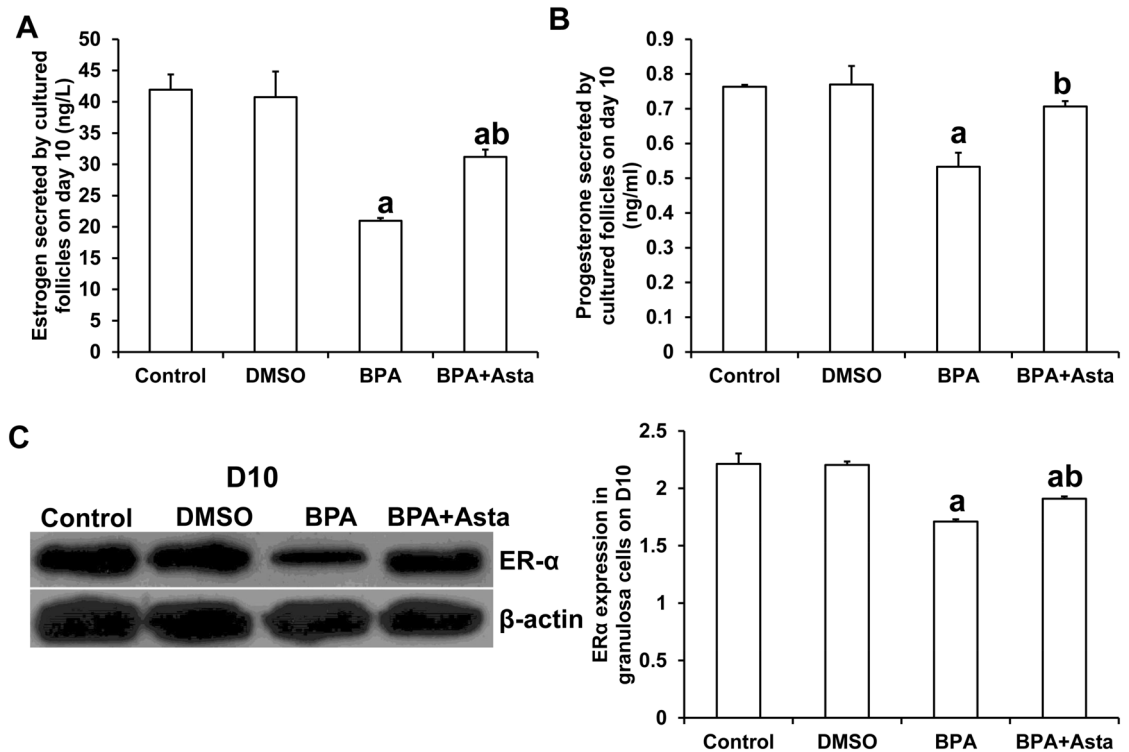 A
Estrogen secreted by cultured
follicles on day 10 (ng/L)
50
45
40
35
30
25
20
15
10
5
0
a
ab
Control DMSO BPA BPA+Asta
B
Progesterone secreted by
cultured follicles on day 10
(ng/ml)
0.9
0.8
0.7
0.6
0.5
0.4
0.3
0.2
0.1
0
a
b
Control DMSO BPA BPA+Asta
C
D10
Control DMSO BPA BPA+Asta
ER-α
β-actin
ERα expression in
granulosa cells on D10
2.5
2
1.5
1
0.5
0
a
ab
Control DMSO BPA BPA+Asta